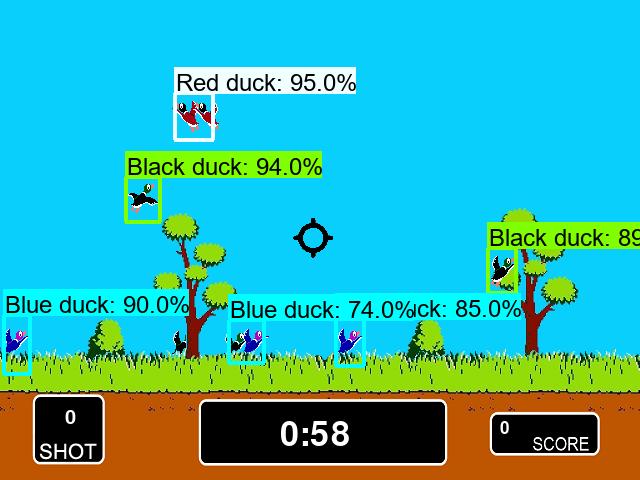 Red duck: 95.0%
Black duck: 94.0%
Black duck: 89
Blue duck: 90.0%
Blue duck: 74.0%
uck: 85.0%
0
SHOT
0:58
0
SCORE